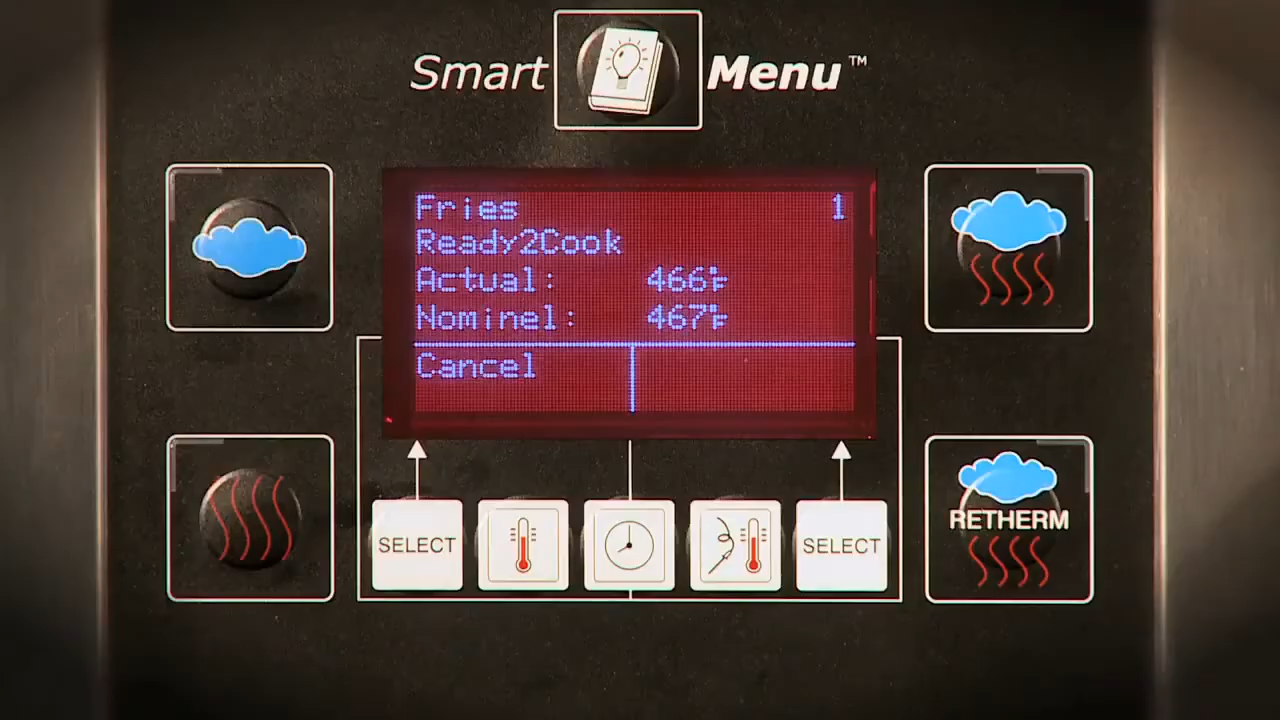 Smart Menu™
Fries 1
Ready2Cook
Actual: 466°F
Nominel: 467°F
Cancel
SELECT SELECT
RETHERM